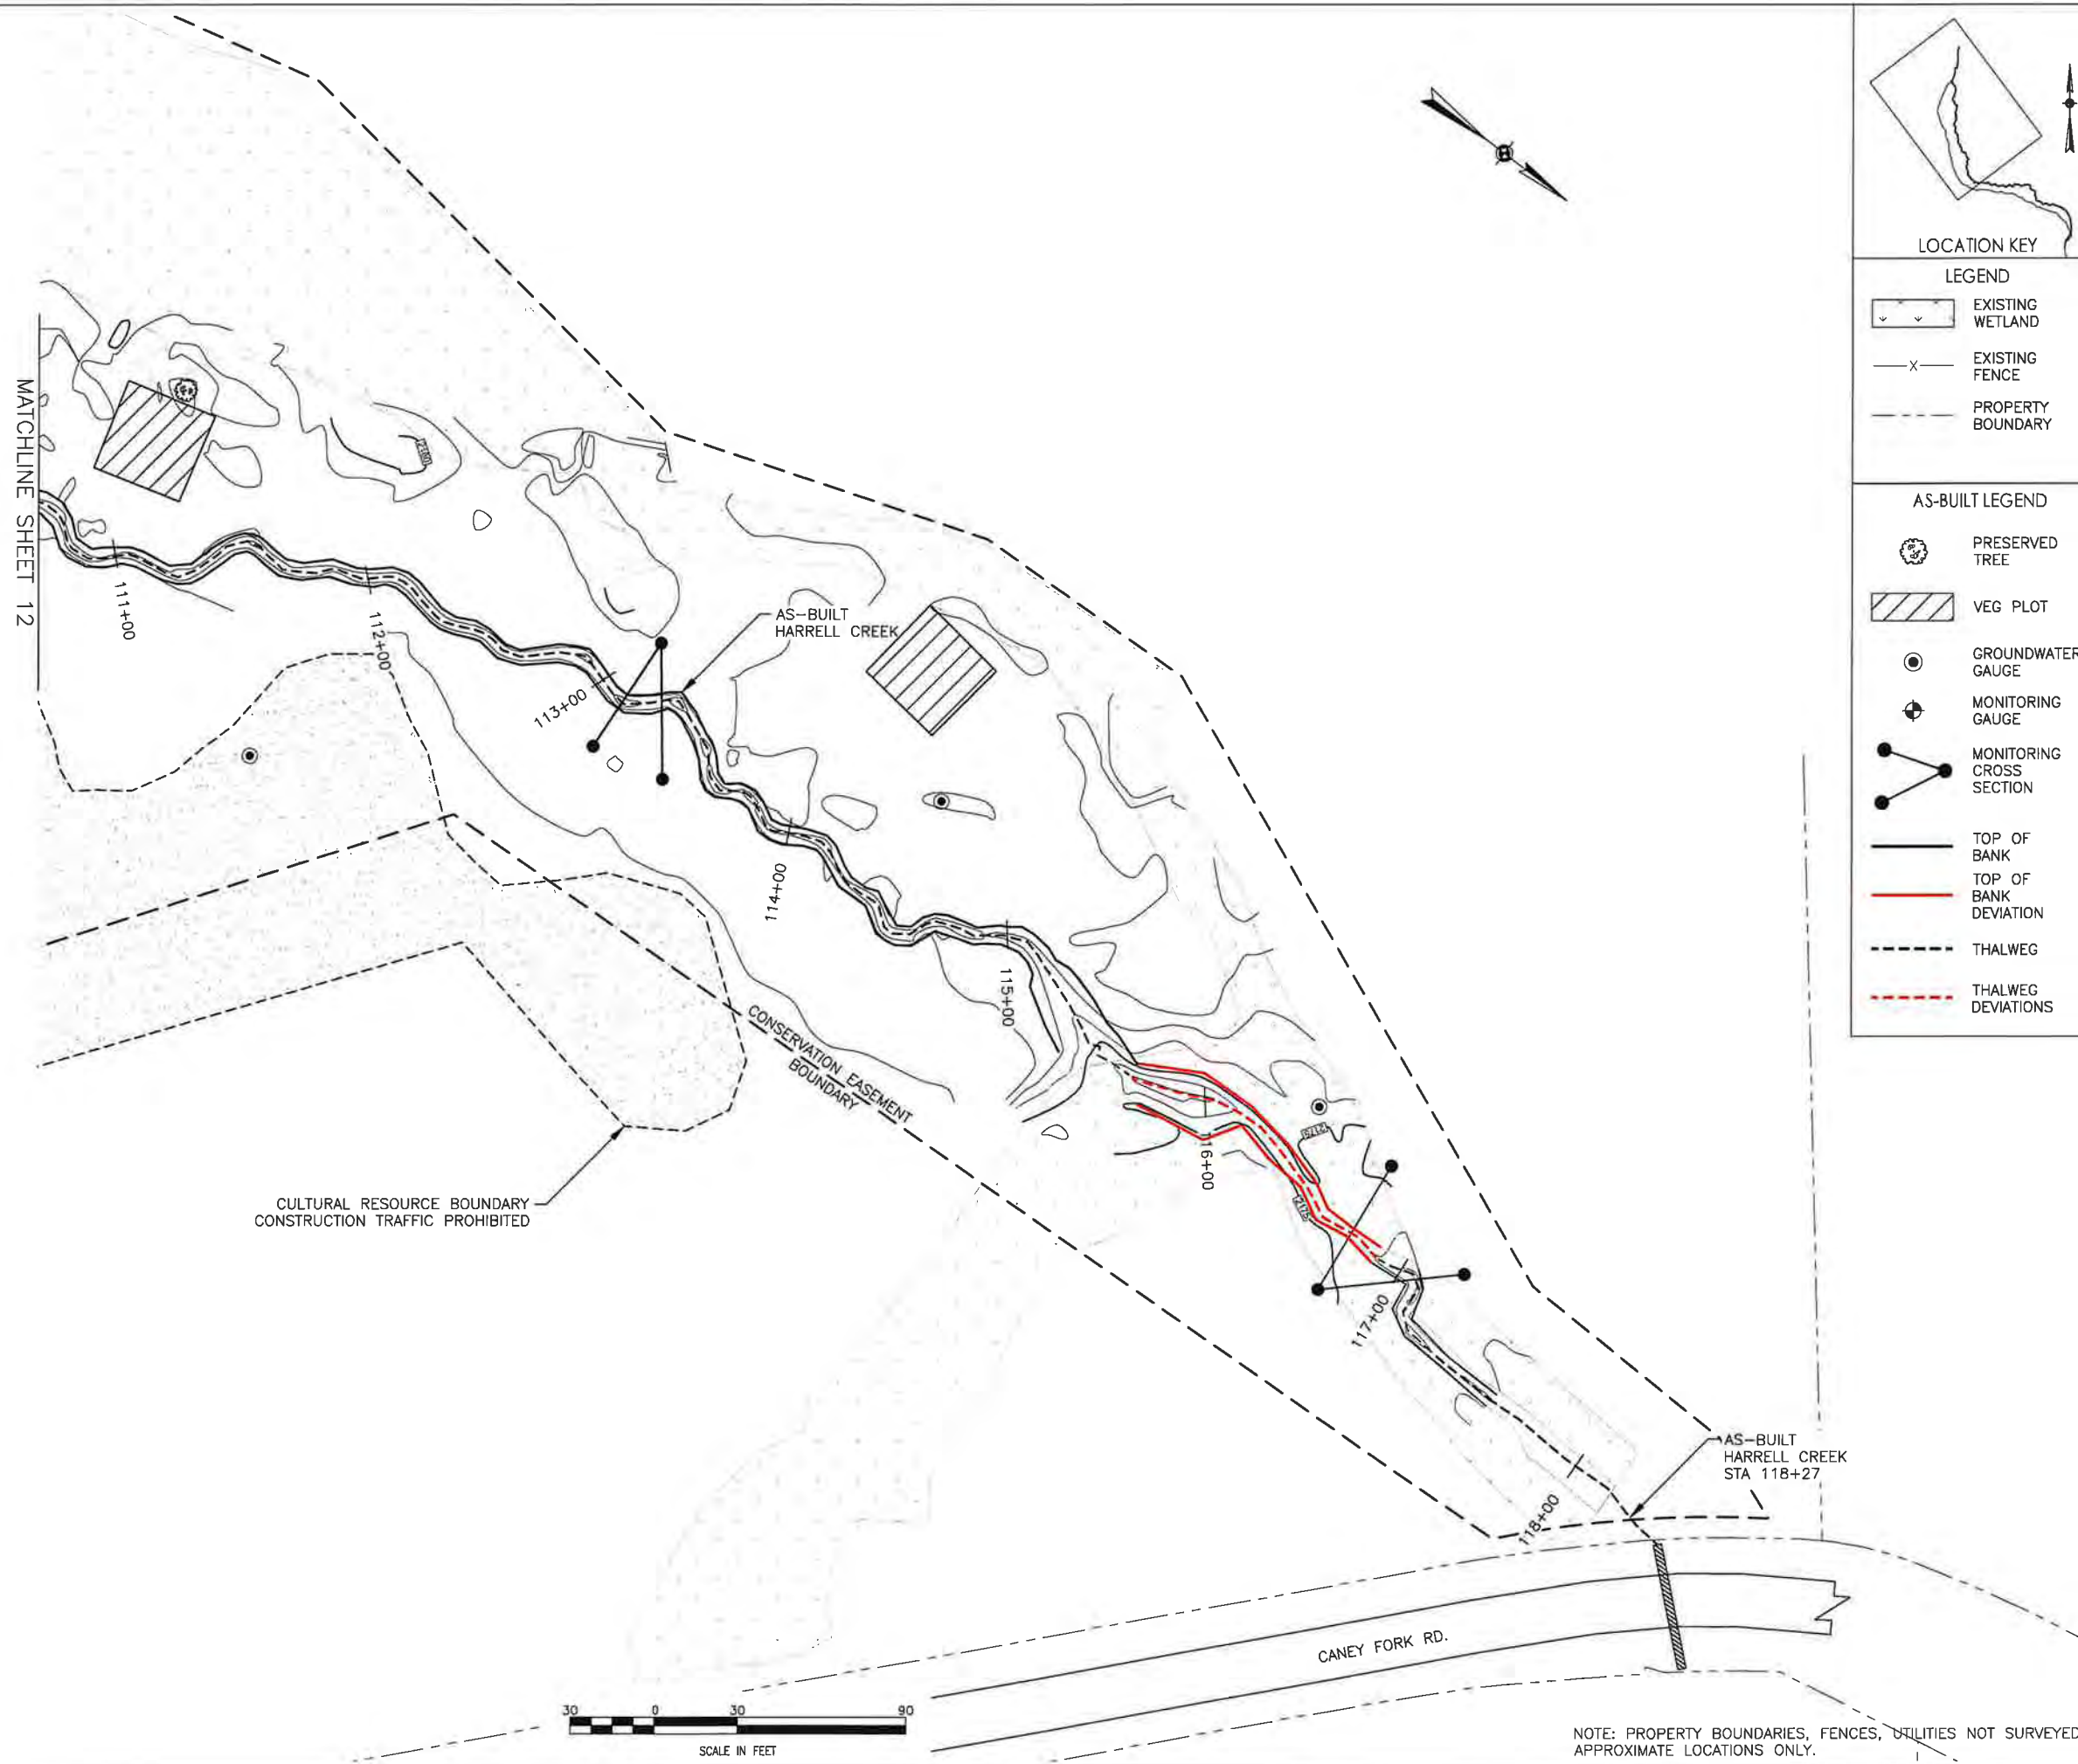 MATCHLINE SHEET 12
111+00
112+00
113+00
114+00
115+00
116+00
117+00
118+00
2180
2175
2175
AS-BUILT
HARRELL CREEK
CONSERVATION EASEMENT
BOUNDARY
CULTURAL RESOURCE BOUNDARY
CONSTRUCTION TRAFFIC PROHIBITED
AS-BUILT
HARRELL CREEK
STA 118+27
CANEY FORK RD.
30 0 30 90
SCALE IN FEET
NOTE: PROPERTY BOUNDARIES, FENCES, UTILITIES NOT SURVEYED
APPROXIMATE LOCATIONS ONLY.
LOCATION KEY
LEGEND
EXISTING
WETLAND
X
EXISTING
FENCE
PROPERTY
BOUNDARY
AS-BUILT LEGEND
PRESERVED
TREE
VEG PLOT
GROUNDWATER
GAUGE
MONITORING
GAUGE
MONITORING
CROSS
SECTION
TOP OF
BANK
TOP OF
BANK
DEVIATION
THALWEG
THALWEG
DEVIATIONS